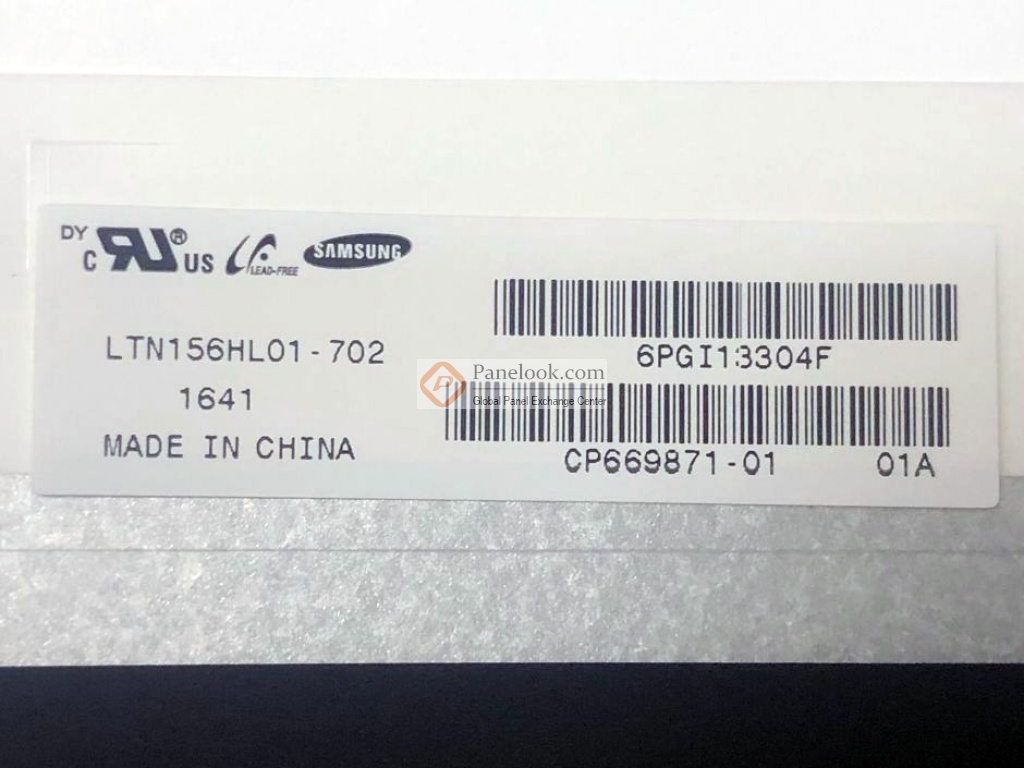 DY
C RU® US
LEAD-FREE
SAMSUNG
LTN156HL01-702
6PGI13304F
Panelook.com
Global Panel Exchange Center
1641
MADE IN CHINA
CP669871-01 01A